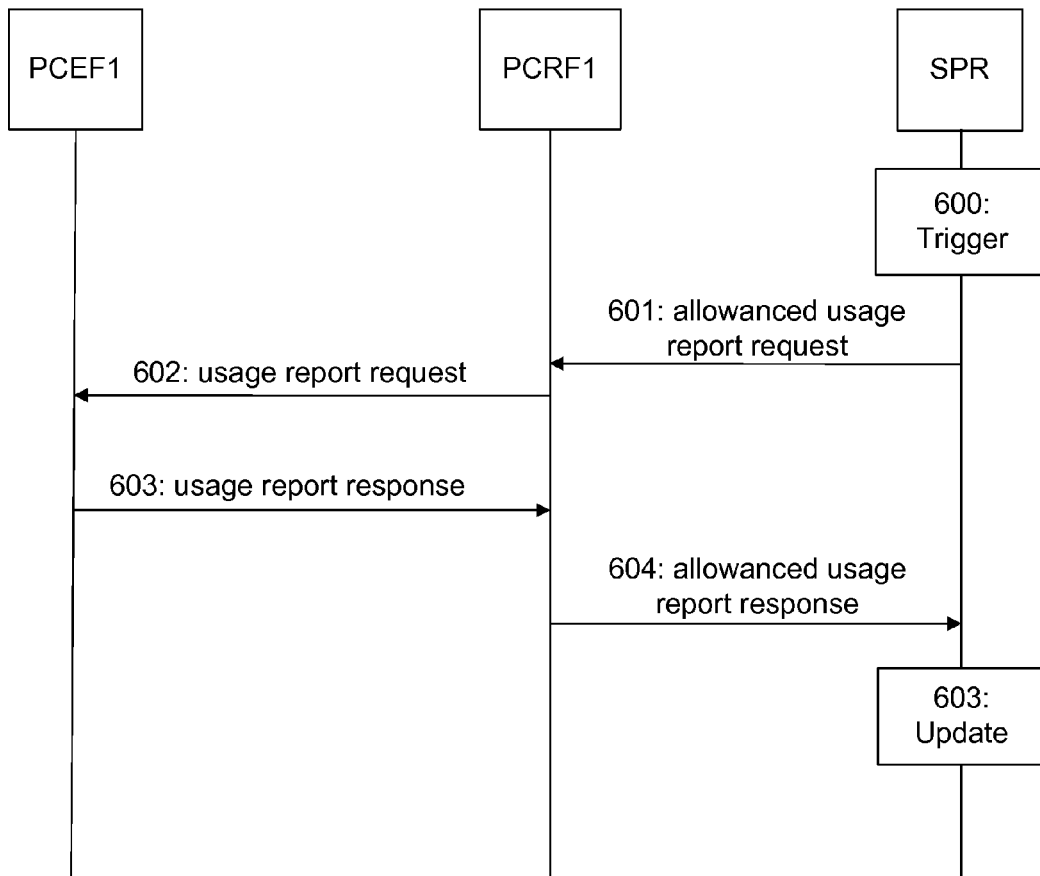 PCEF1
PCRF1
SPR
600:
Trigger
601: allowanced usage
report request
602: usage report request
603: usage report response
604: allowanced usage
report response
603:
Update